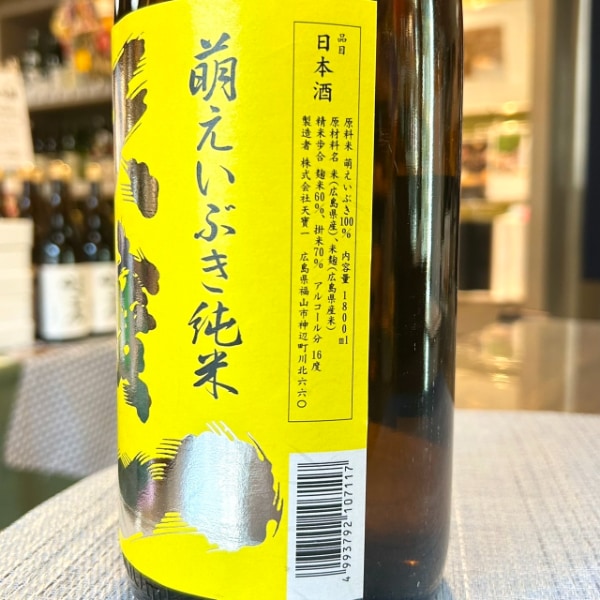 萌えいぶき純米
品目
日本酒
原料米 萌えいぶき100% 内容量 1800ml
原材料名 米(広島県産)、米麹(広島県産米)
精米歩合 麹米60%、掛米70% アルコール分 16度
製造者 株式会社天寶一 広島県福山市神辺町川北六六〇
4993792107117